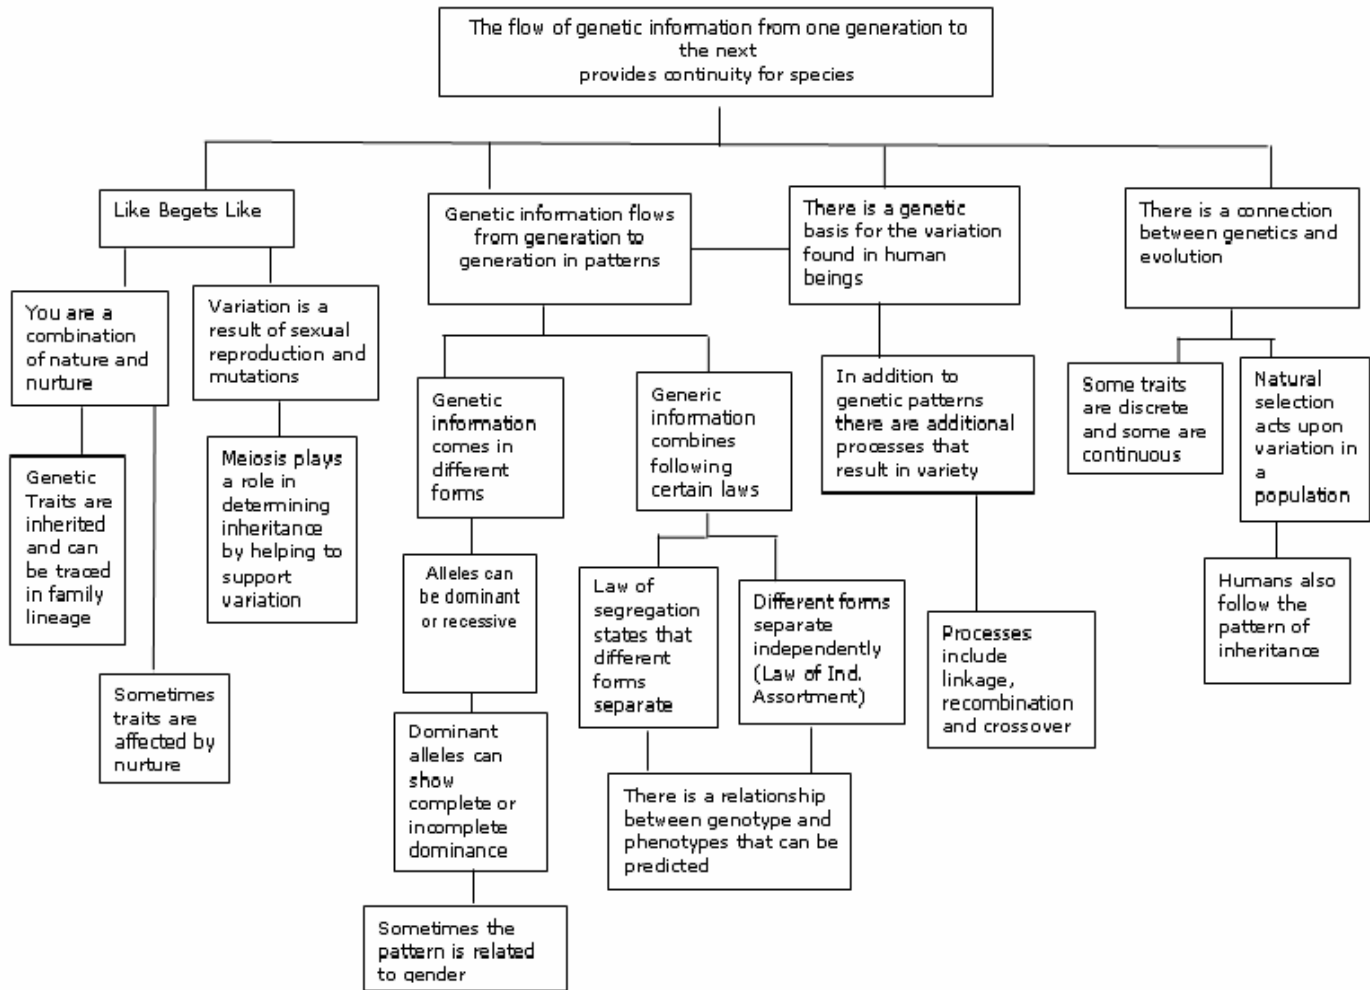 The flow of genetic information from one generation to
the next
provides continuity for species
Like Begets Like
Genetic information flows
from generation to
generation in patterns
There is a genetic
basis for the variation
found in human
beings
There is a connection
between genetics and
evolution
You are a
combination
of nature and
nurture
Variation is a
result of sexual
reproduction and
mutations
Genetic
information
comes in
different
forms
Generic
information
combines
following
certain laws
In addition to
genetic patterns
there are additional
processes that
result in variety
Some traits
are discrete
and some are
continuous
Natural
selection
acts upon
variation in
a
population
Genetic
Traits are
inherited
and can
be traced
in family
lineage
Meiosis plays
a role in
determining
inheritance
by helping to
support
variation
Alleles can
be dominant
or recessive
Law of
segregation
states that
different
forms
separate
Different forms
separate
independently
(Law of Ind.
Assortment)
Processes
include
linkage,
recombination
and crossover
Humans also
follow the
pattern of
inheritance
Sometimes
traits are
affected by
nurture
Dominant
alleles can
show
complete or
incomplete
dominance
There is a relationship
between genotype and
phenotypes that can be
predicted
Sometimes the
pattern is related
to gender